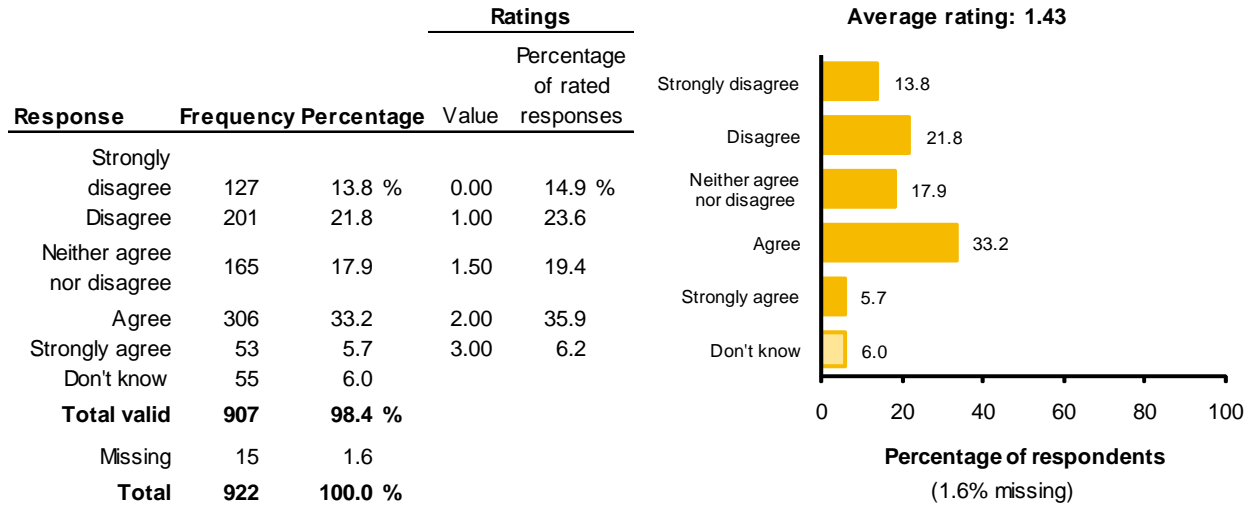 Ratings
Response Frequency Percentage Value Percentage of rated responses
Strongly disagree 127 13.8 % 0.00 14.9 %
Disagree 201 21.8 1.00 23.6
Neither agree nor disagree 165 17.9 1.50 19.4
Agree 306 33.2 2.00 35.9
Strongly agree 53 5.7 3.00 6.2
Don't know 55 6.0
Total valid 907 98.4 %
Missing 15 1.6
Total 922 100.0 %
Average rating: 1.43
Strongly disagree 13.8
Disagree 21.8
Neither agree
nor disagree 17.9
Agree 33.2
Strongly agree 5.7
Don't know 6.0
0 20 40 60 80 100
Percentage of respondents
(1.6% missing)